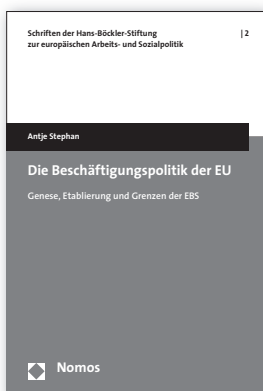 Schriften der Hans-Böckler-Stiftung | 2
zur europäischen Arbeits- und Sozialpolitik
Antje Stephan
Die Beschäftigungspolitik der EU
Genese, Etablierung und Grenzen der EBS
Nomos